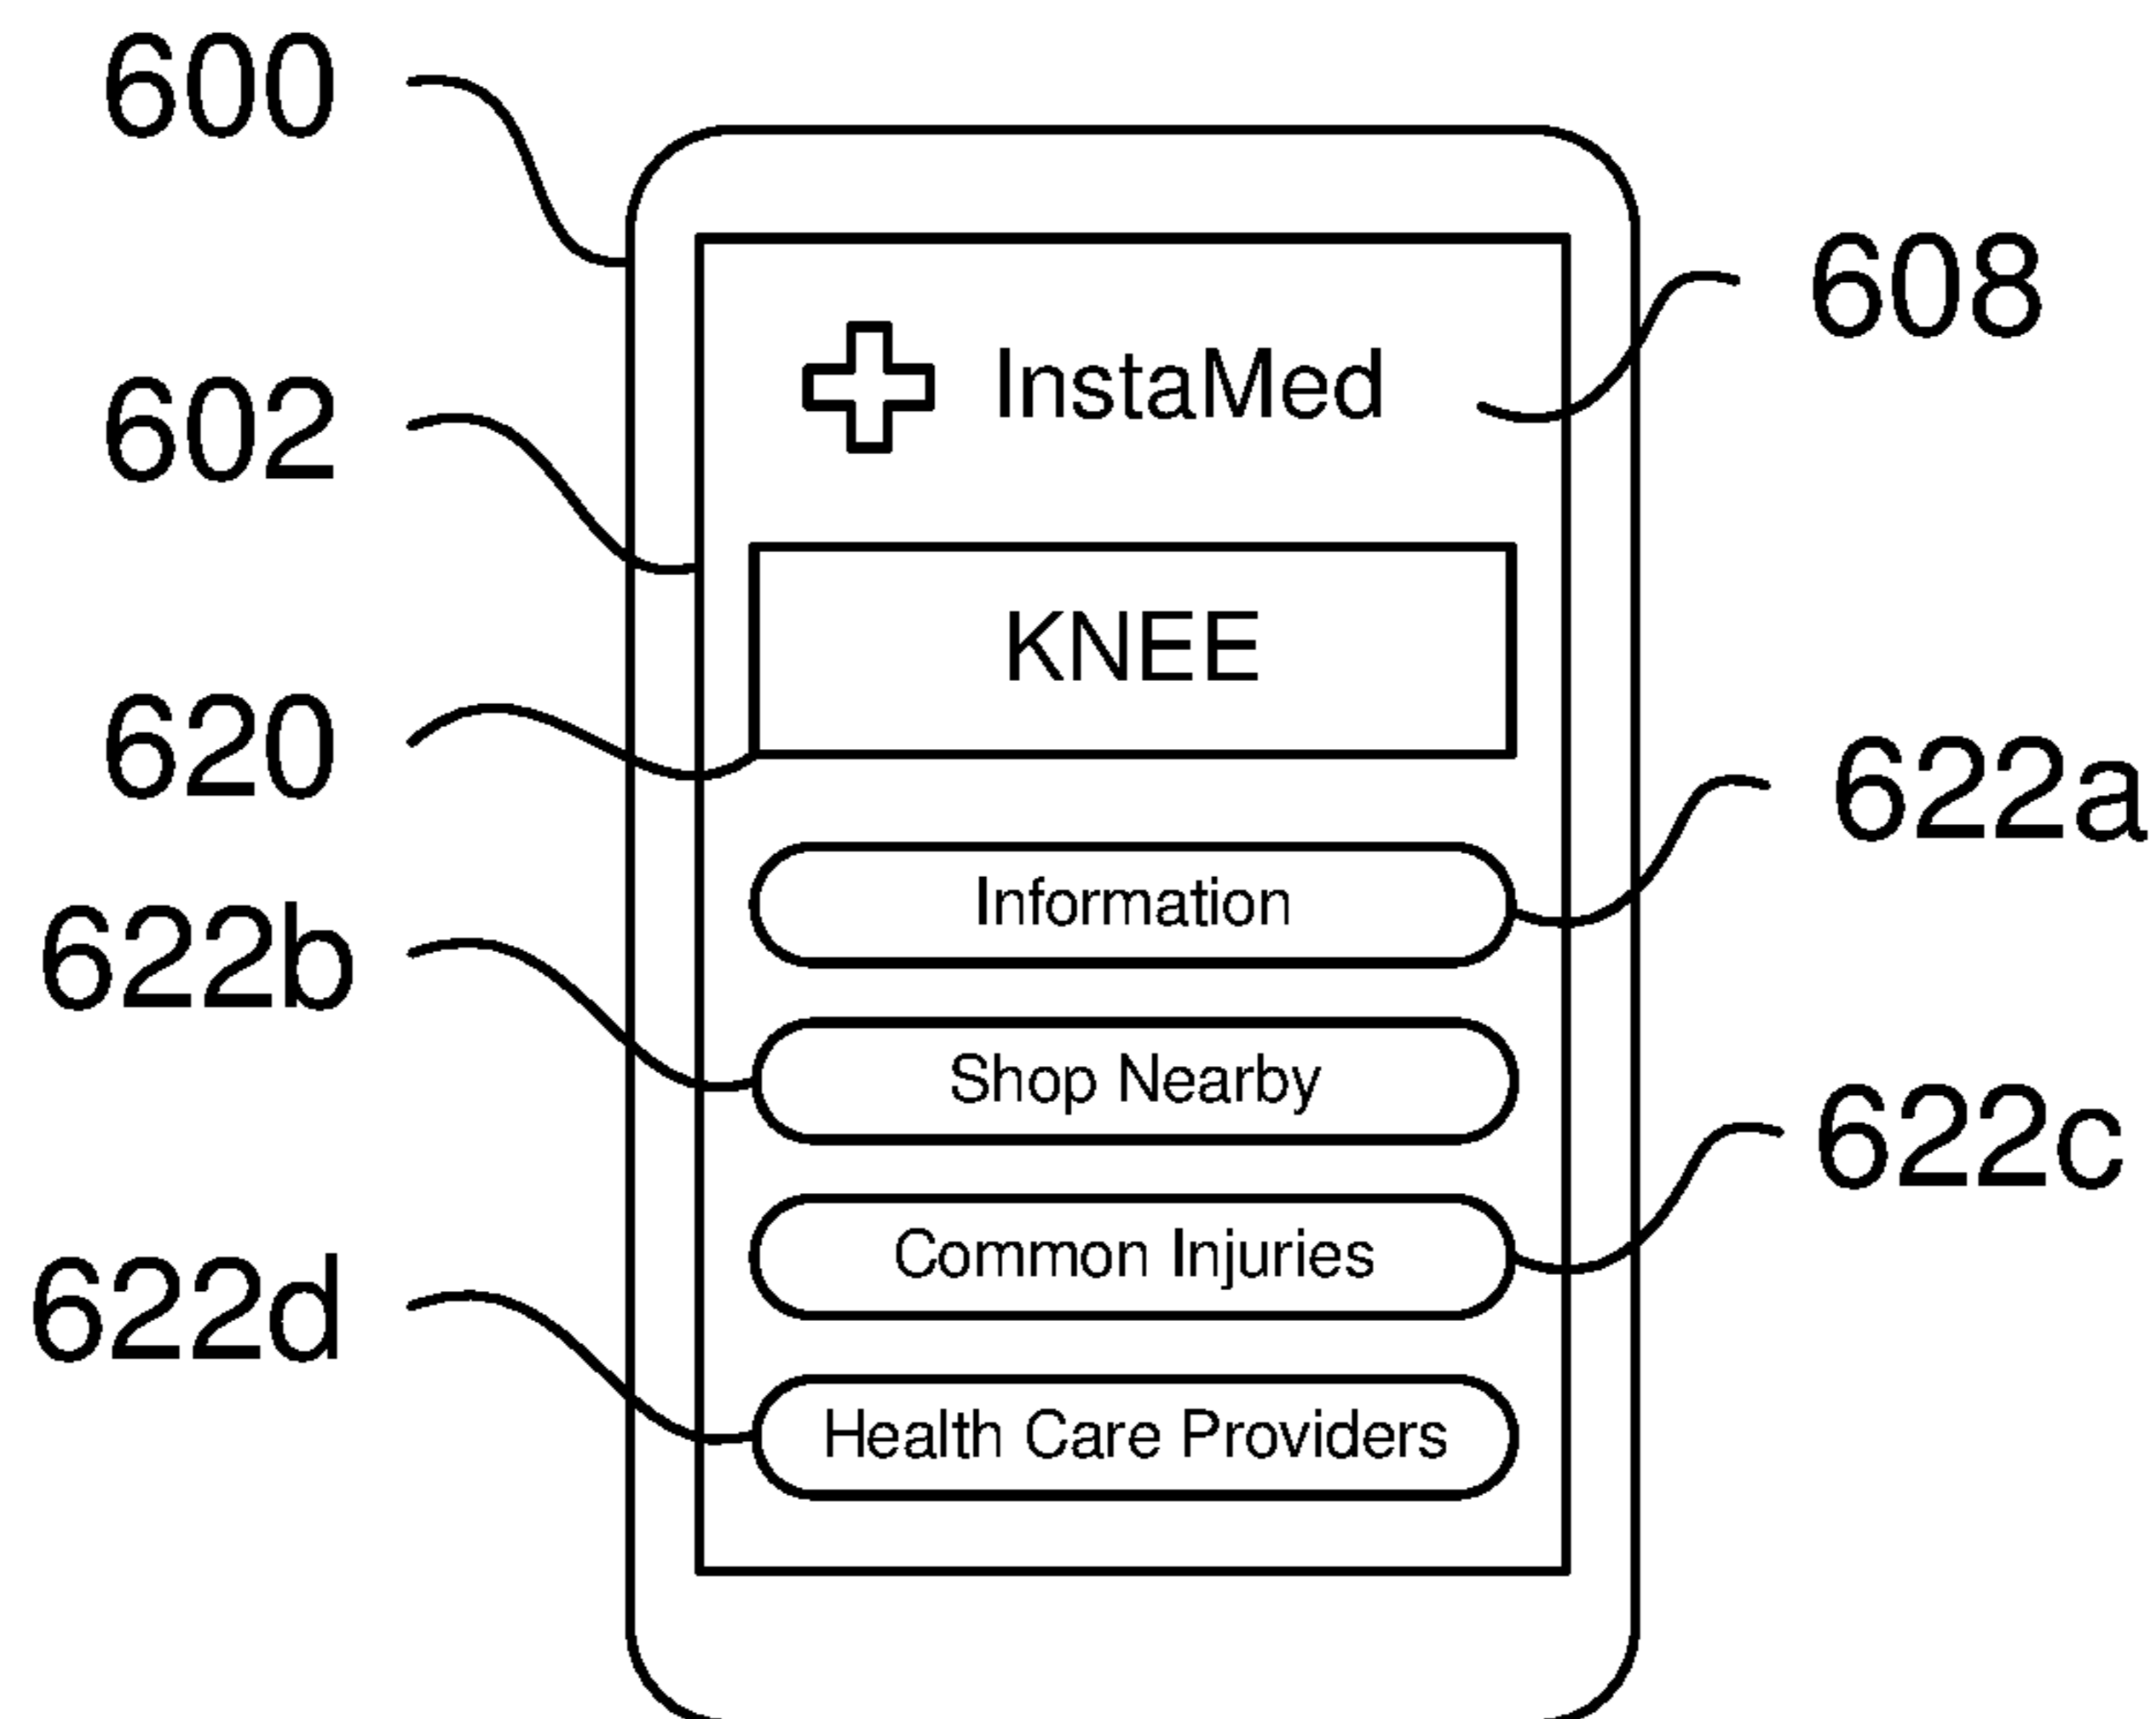 600
608
InstaMed
602
KNEE
620
622a
Information
622b
Shop Nearby
622c
Common Injuries
622d
Health Care Providers